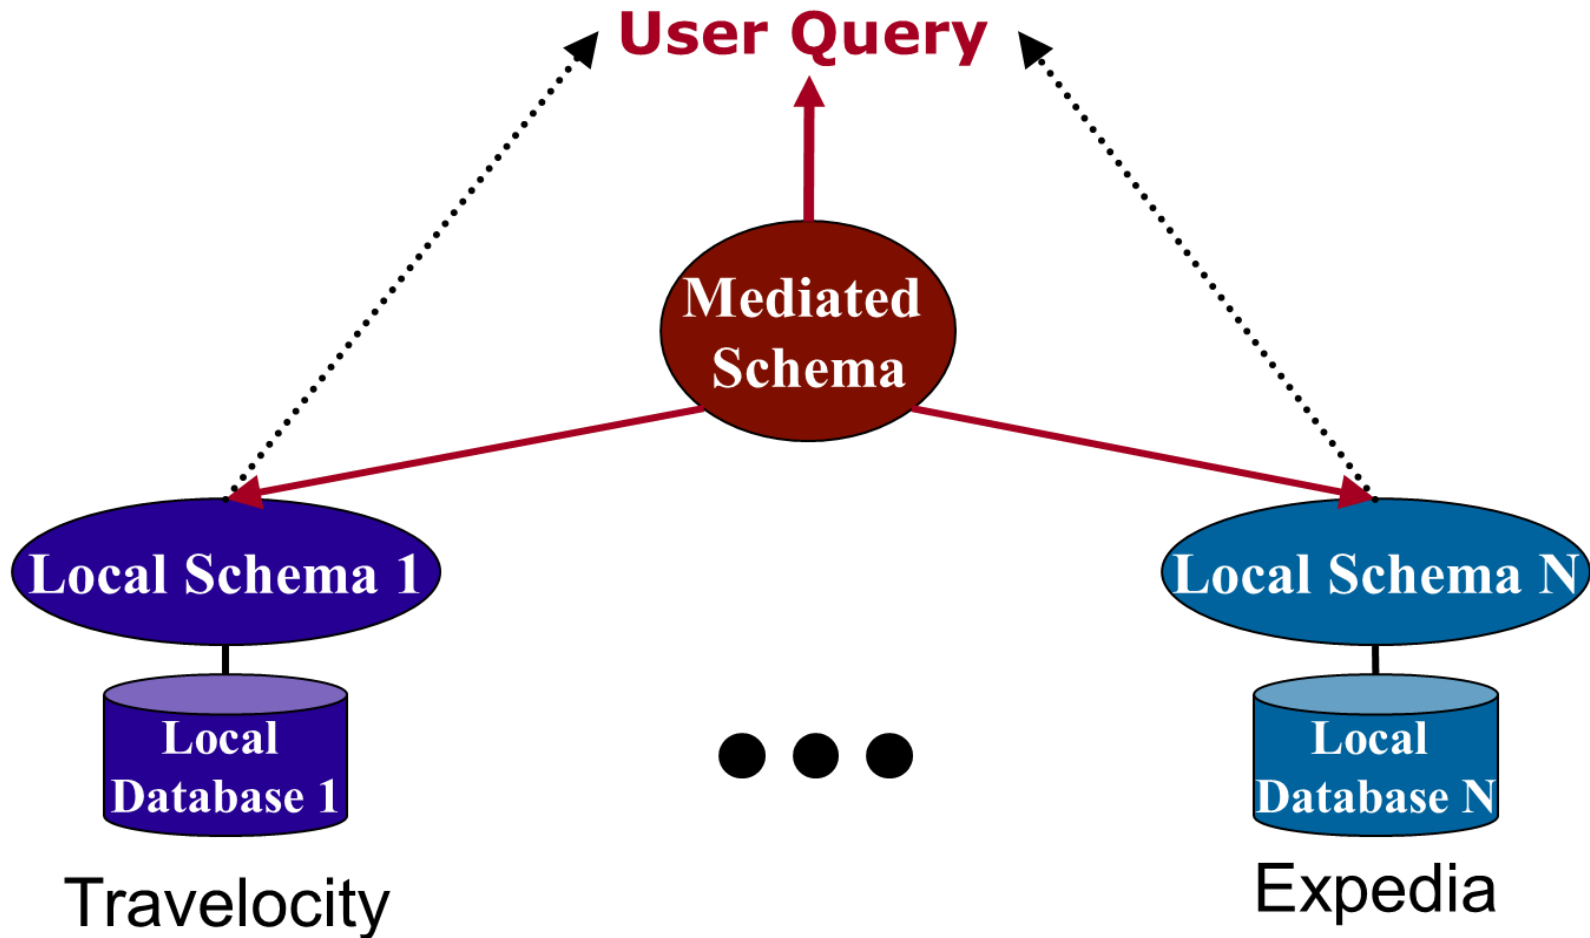 User Query
Mediated
Schema
Local Schema 1
Local Schema N
Local
Database 1
Local
Database N
Travelocity
Expedia